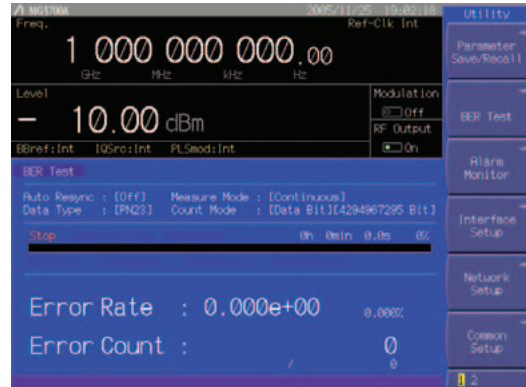 MG3700A 2005/11/25 19:02:18
Freq. Ref-Clk Int
1 000 000 000.00
GHz MHz kHz Hz
Level
- 10.00 dBm
Modulation
Off
RF Output
On
BBref:Int IQSrc:Int PLSmod:Int
BER Test
Auto Resync : [Off] Measure Mode : [Continuous]
Data Type : [PN23] Count Mode : [Data Bit][4294967295 Bit]
Stop 0h 0min 0.0s 0%
Error Rate : 0.000e+00 0.000%
Error Count : 0
/ 0
Utility
Parameter
Save/Recall
BER Test
Alarm
Monitor
Interface
Setup
Network
Setup
Common
Setup
1 2